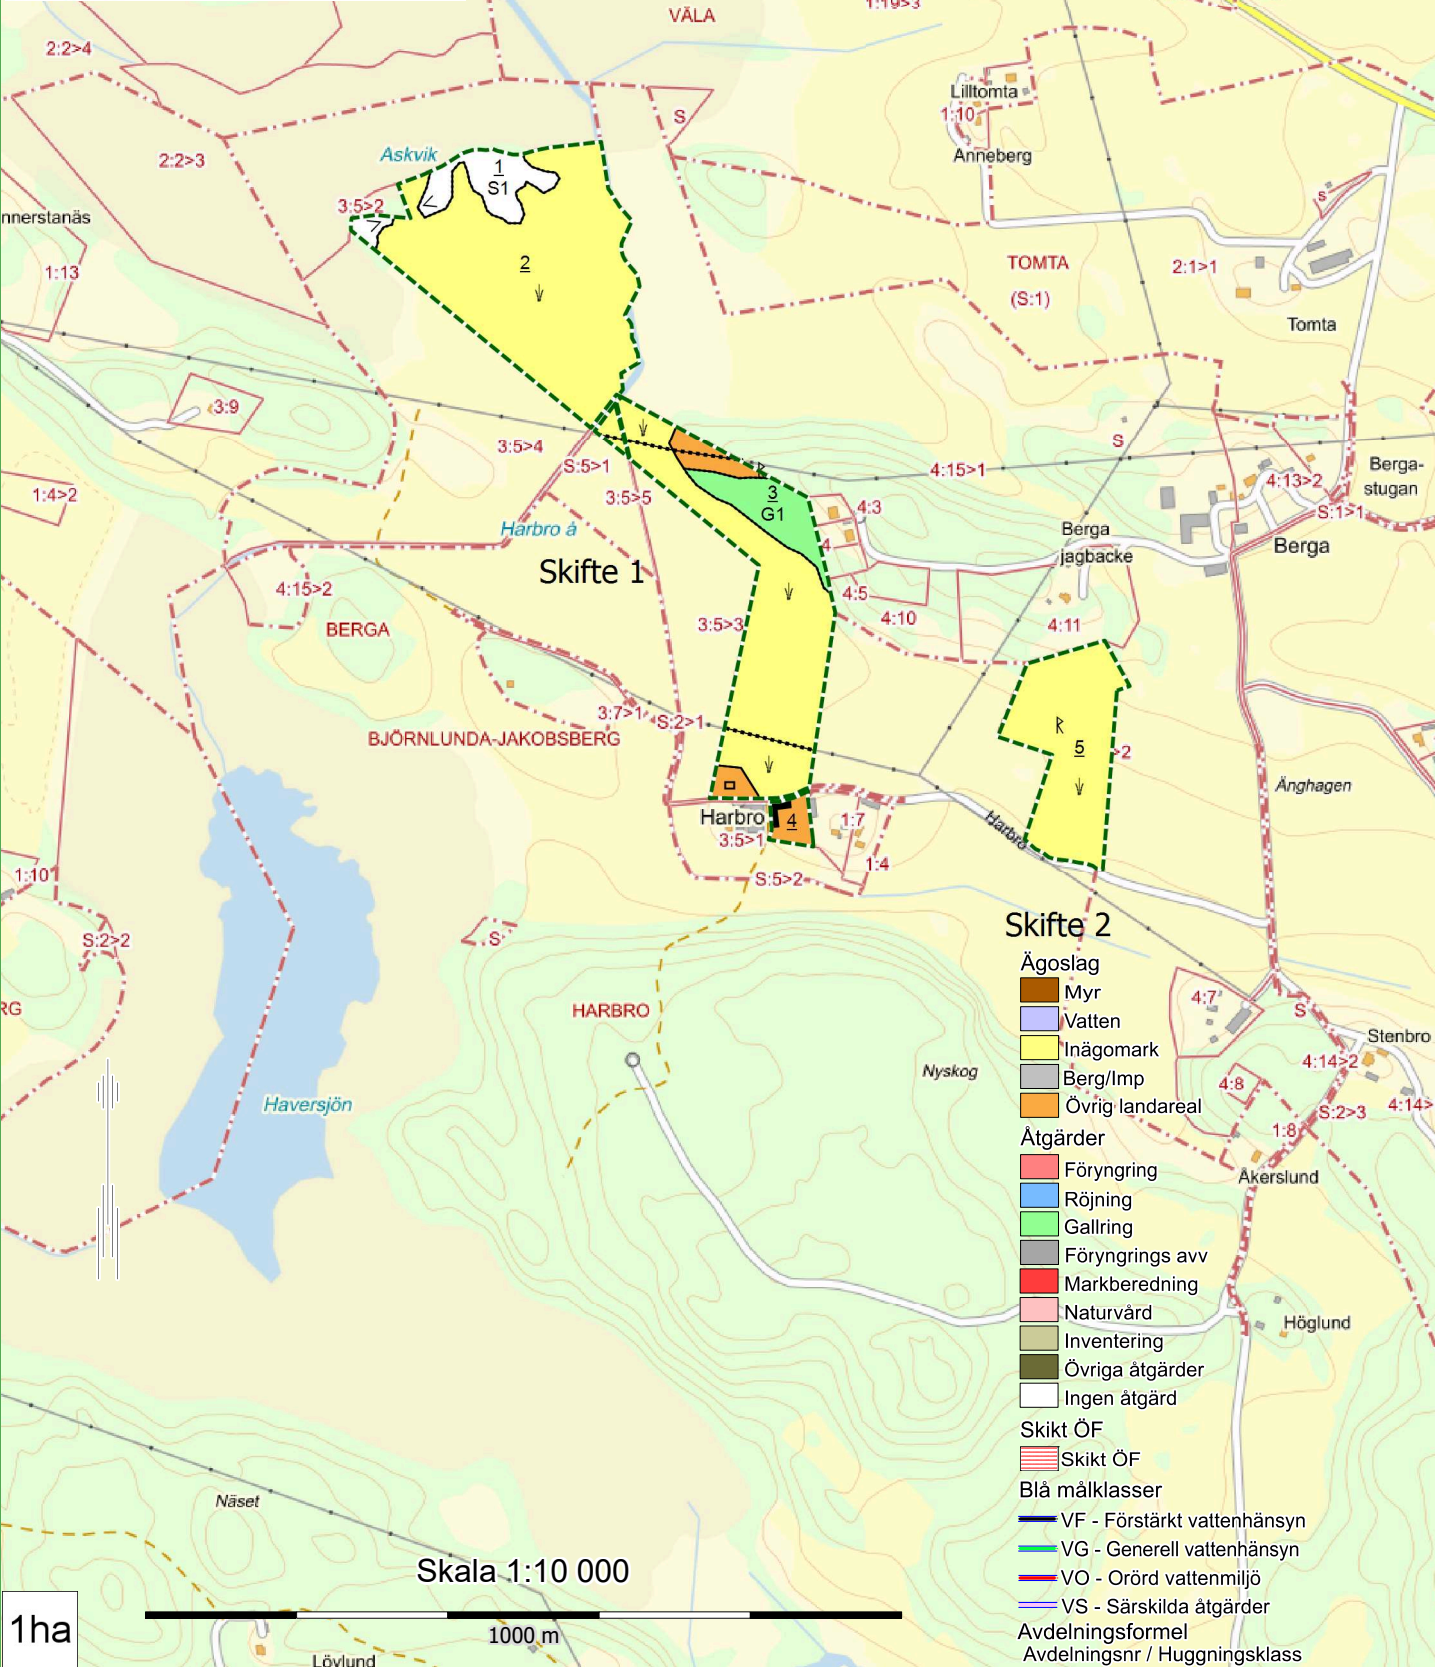 VÄLA
1:19>3
2:2>4
Lilltomta
1:10
S
Anneberg
2:2>3
Askvik
1
S1
3:5>2
nnerstanäs
s
1:13
2
TOMTA
(S:1)
2:1>1
Tomta
3:9
3:5>4
S:5>1
S
4:15>1
Berga-
stugan
4:13>2
1:4>2
3:5>5
3
G1
4:3
S:1>1
Harbro å
Berga
jagbacke
Berga
4
Skifte 1
4:15>2
4:5
4:10
3:5>3
4:11
BERGA
3:7>1
S:2>1
BJÖRNLUNDA-JAKOBSBERG
R
5
>2
Änghagen
Harbro
4
1:7
Harbro
3:5>1
1:4
1:10
S:5>2
Skifte 2
S:2>2
S
Ägoslag
Myr
Vatten
Inägomark
Berg/Imp
Övrig landareal
Åtgärder
Föryngring
Röjning
Gallring
Föryngrings avv
Markberedning
Naturvård
Inventering
Övriga åtgärder
Ingen åtgärd
Skikt ÖF
Skikt ÖF
Blå målklasser
VF - Förstärkt vattenhänsyn
VG - Generell vattenhänsyn
VO - Orörd vattenmiljö
VS - Särskilda åtgärder
Avdelningsformel
Avdelningsnr / Huggningsklass
4:7
S
RG
HARBRO
Stenbro
4:14>2
Nyskog
4:8
Haversjön
S:2>3
4:14>
1:8
Åkerslund
Höglund
Näset
Skala 1:10 000
1000 m
1ha
Lövlund